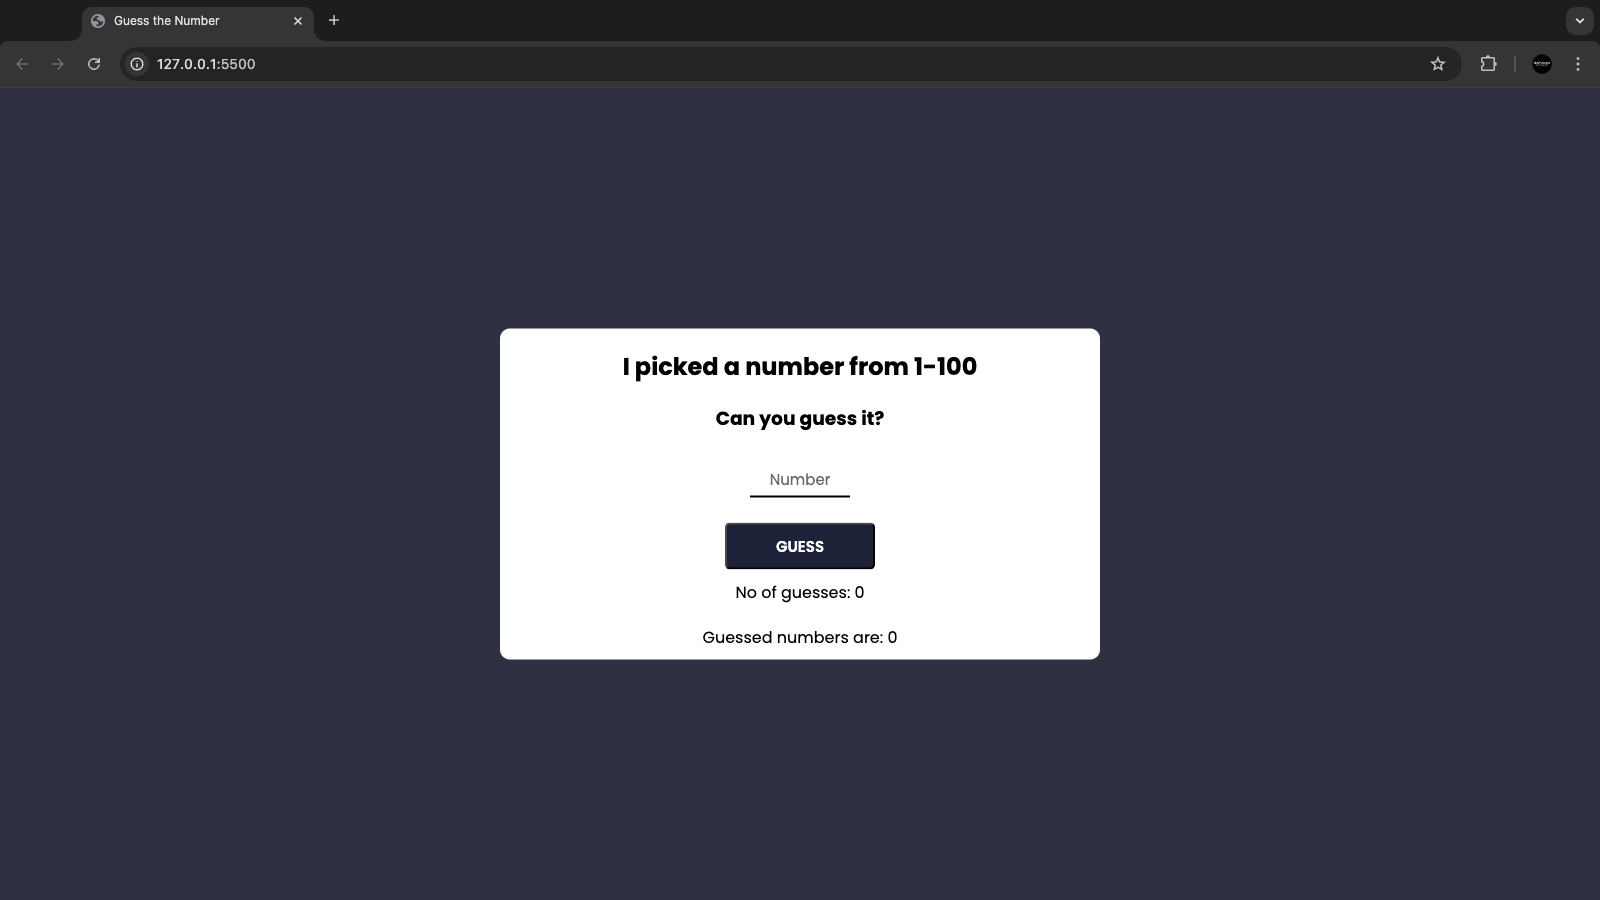 Guess the Number
127.0.0.1:5500
I picked a number from 1-100
Can you guess it?
Number
GUESS
No of guesses: 0
Guessed numbers are: 0